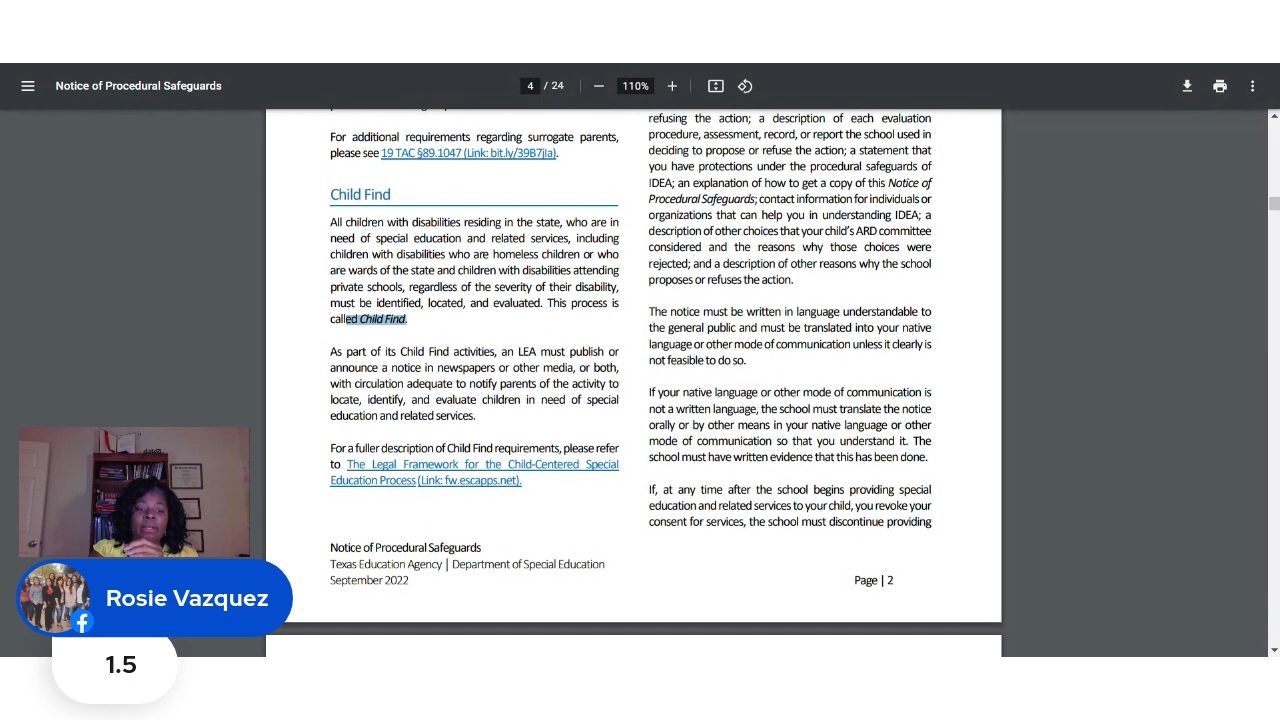 Notice of Procedural Safeguards
4 / 24
110%
For additional requirements regarding surrogate parents,
please see 19 TAC §89.1047 (Link: bit.ly/39B7jIa).
Child Find
All children with disabilities residing in the state, who are in
need of special education and related services, including
children with disabilities who are homeless children or who
are wards of the state and children with disabilities attending
private schools, regardless of the severity of their disability,
must be identified, located, and evaluated. This process is
called Child Find.
As part of its Child Find activities, an LEA must publish or
announce a notice in newspapers or other media, or both,
with circulation adequate to notify parents of the activity to
locate, identify, and evaluate children in need of special
education and related services.
For a fuller description of Child Find requirements, please refer
to The Legal Framework for the Child-Centered Special
Education Process (Link: fw.escapps.net).
refusing the action; a description of each evaluation
procedure, assessment, record, or report the school used in
deciding to propose or refuse the action; a statement that
you have protections under the procedural safeguards of
IDEA; an explanation of how to get a copy of this Notice of
Procedural Safeguards; contact information for individuals or
organizations that can help you in understanding IDEA; a
description of other choices that your child's ARD committee
considered and the reasons why those choices were
rejected; and a description of other reasons why the school
proposes or refuses the action.
The notice must be written in language understandable to
the general public and must be translated into your native
language or other mode of communication unless it clearly is
not feasible to do so.
If your native language or other mode of communication is
not a written language, the school must translate the notice
orally or by other means in your native language or other
mode of communication so that you understand it. The
school must have written evidence that this has been done.
If, at any time after the school begins providing special
education and related services to your child, you revoke your
consent for services, the school must discontinue providing
Notice of Procedural Safeguards
Texas Education Agency | Department of Special Education
September 2022
Page | 2
Rosie Vazquez
1.5